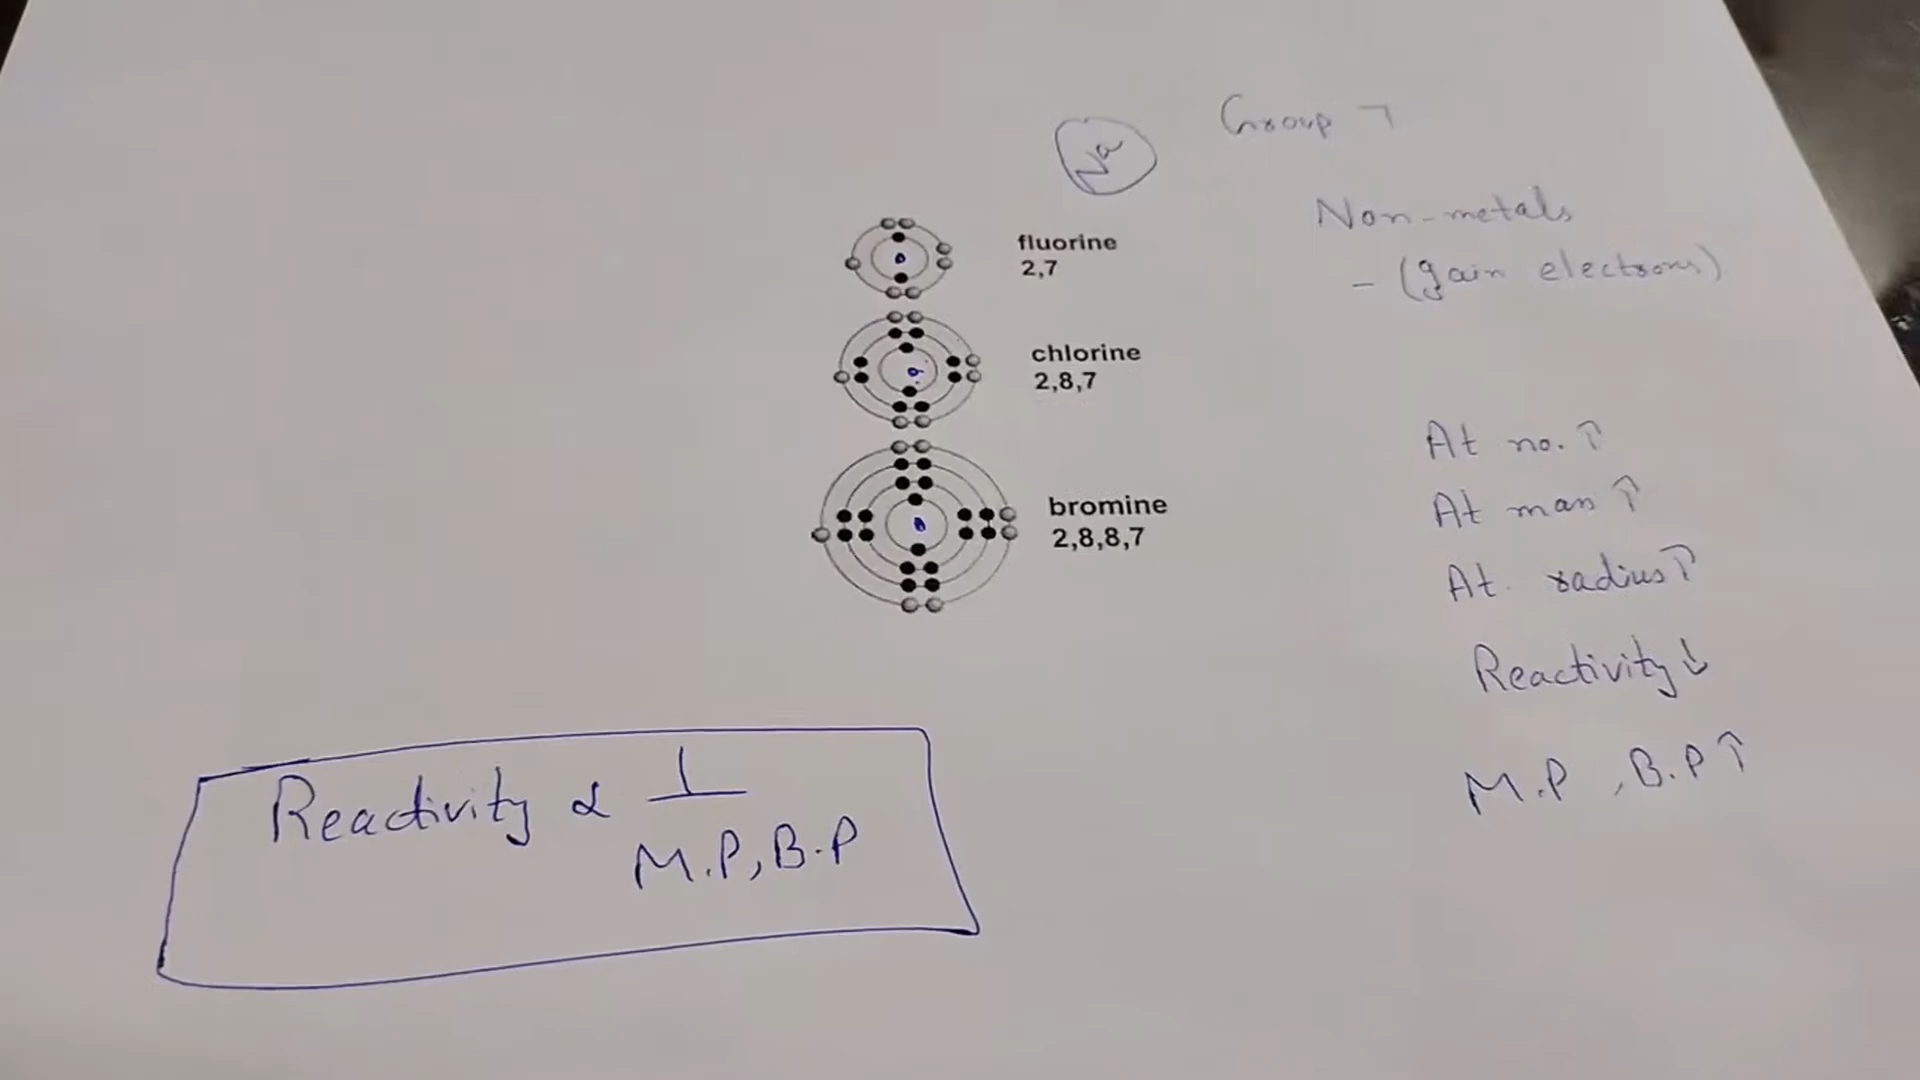 Group 7
Na
Non-metals
- (gain electrons)
fluorine
2,7
chlorine
2,8,7
bromine
2,8,8,7
At no. ↑
At mass ↑
At. radius ↑
Reactivity ↓
M.P , B.P ↑
Reactivity ∝ 1
M.P, B.P